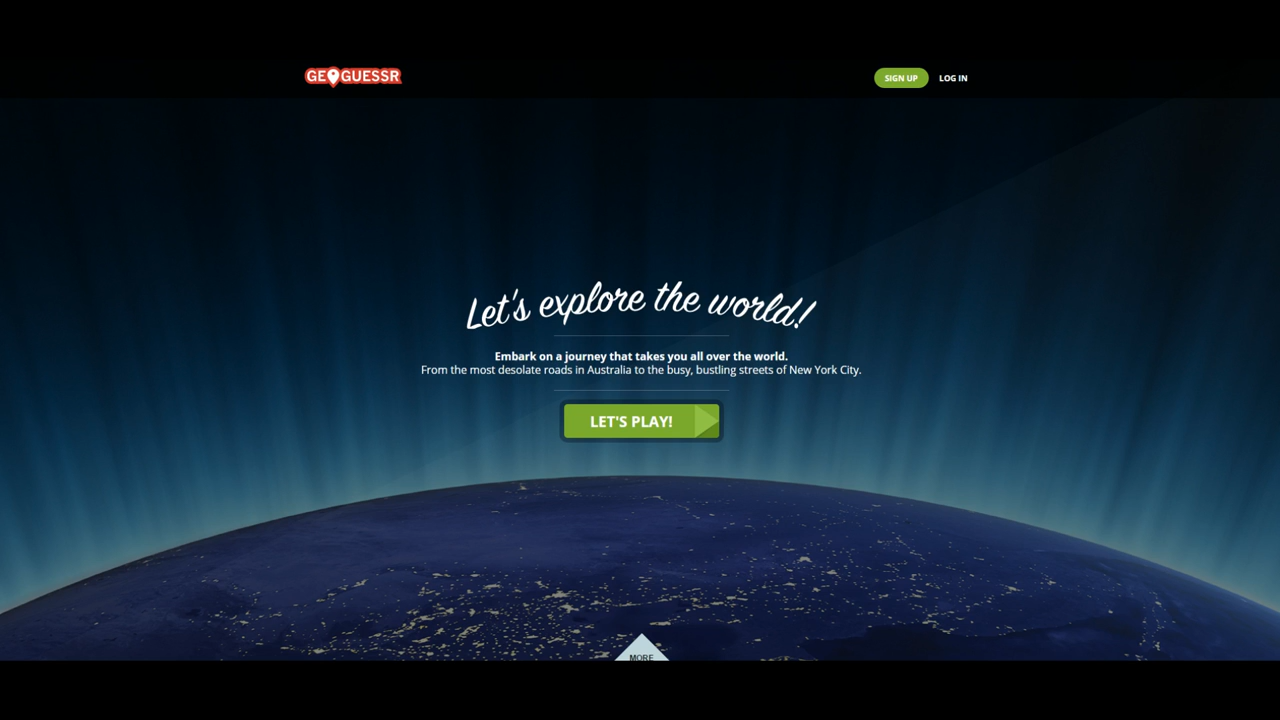 GEOGUESSR
SIGN UP
LOG IN
Let's explore the world!
Embark on a journey that takes you all over the world.
From the most desolate roads in Australia to the busy, bustling streets of New York City.
LET'S PLAY!
MORE